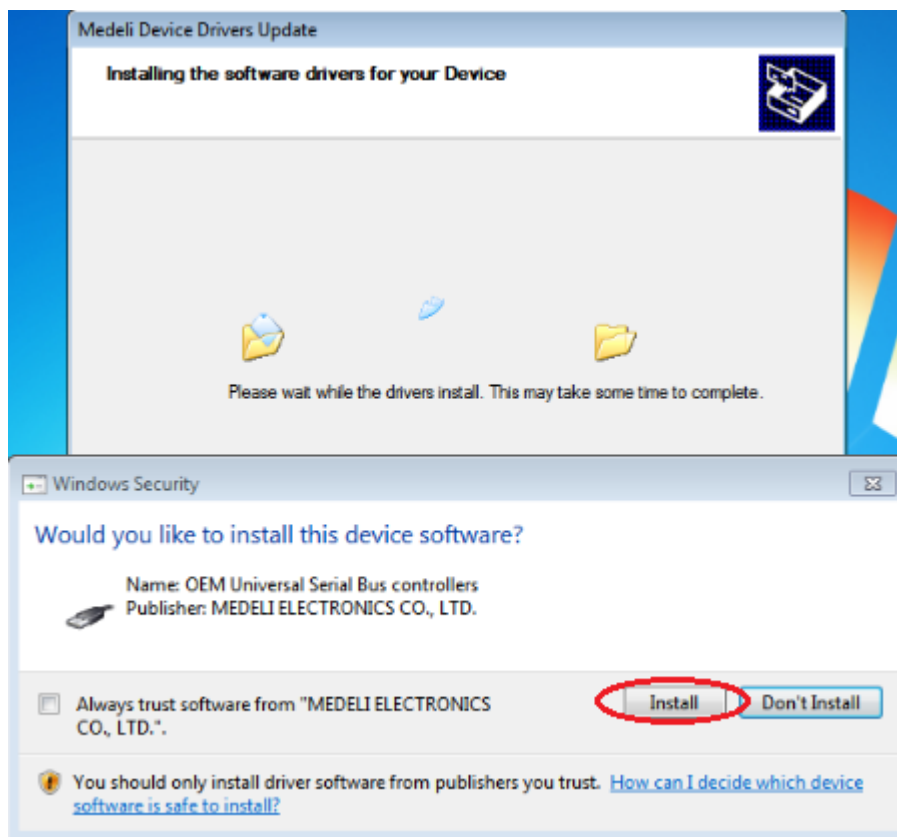 Medeli Device Drivers Update
Installing the software drivers for your Device
Please wait while the drivers install. This may take some time to complete.
Windows Security
Would you like to install this device software?
Name: OEM Universal Serial Bus controllers
Publisher: MEDELI ELECTRONICS CO., LTD.
Always trust software from "MEDELI ELECTRONICS
CO., LTD.".
Install
Don't Install
You should only install driver software from publishers you trust. How can I decide which device
software is safe to install?